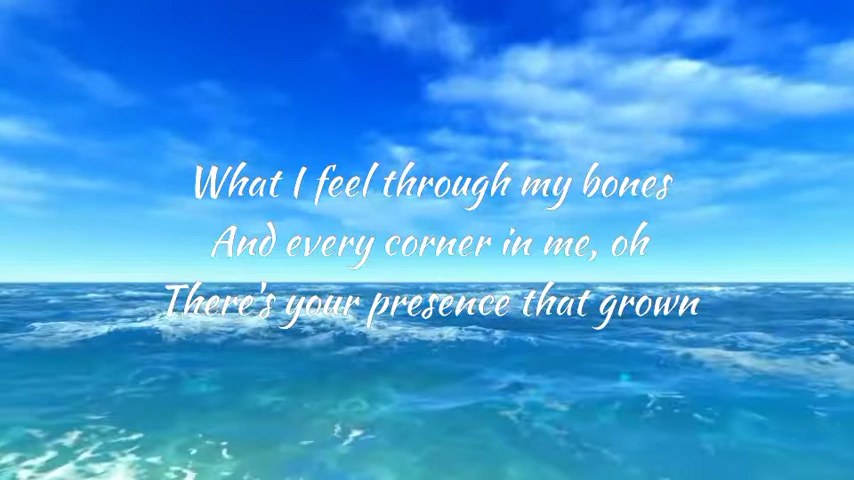 What I feel through my bones
And every corner in me, oh
There's your presence that grown